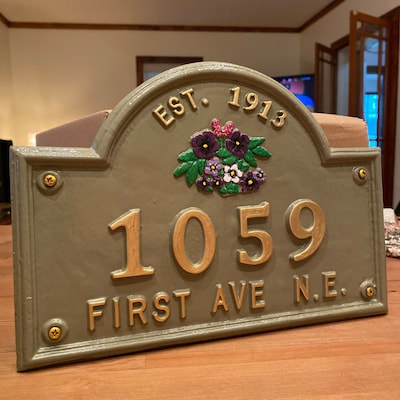 EST. 1913
1059
FIRST AVE N.E.